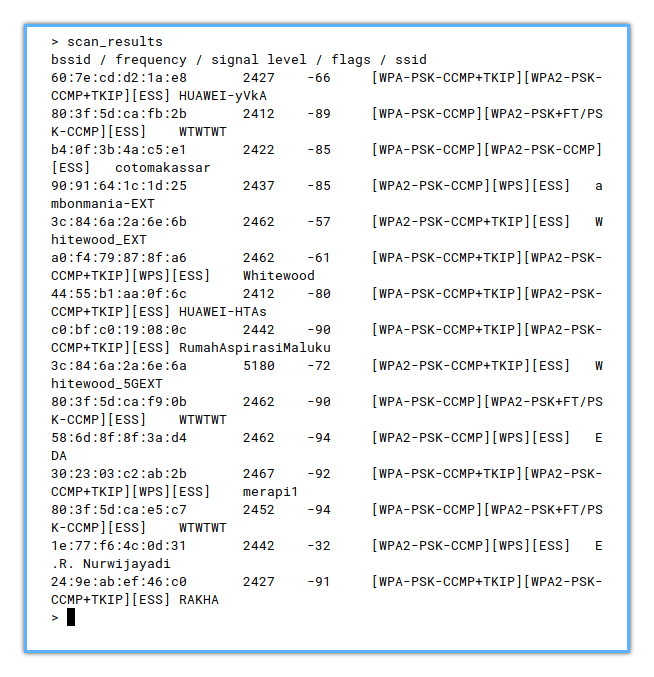 > scan_results
bssid / frequency / signal level / flags / ssid
60:7e:cd:d2:1a:e8       2427    -66     [WPA-PSK-CCMP+TKIP][WPA2-PSK-
CCMP+TKIP][ESS] HUAWEI-yVkA
80:3f:5d:ca:fb:2b       2412    -89     [WPA-PSK-CCMP][WPA2-PSK+FT/PS
K-CCMP][ESS]    WTWTWT
b4:0f:3b:4a:c5:e1       2422    -85     [WPA-PSK-CCMP][WPA2-PSK-CCMP]
[ESS]   cotomakassar
90:91:64:1c:1d:25       2437    -85     [WPA2-PSK-CCMP][WPS][ESS]   a
mbonmania-EXT
3c:84:6a:2a:6e:6b       2462    -57     [WPA2-PSK-CCMP+TKIP][ESS]   W
hitewood_EXT
a0:f4:79:87:8f:a6       2462    -61     [WPA-PSK-CCMP+TKIP][WPA2-PSK-
CCMP+TKIP][WPS][ESS]    Whitewood
44:55:b1:aa:0f:6c       2412    -80     [WPA-PSK-CCMP+TKIP][WPA2-PSK-
CCMP+TKIP][ESS] HUAWEI-HTAs
c0:bf:c0:19:08:0c       2442    -90     [WPA-PSK-CCMP+TKIP][WPA2-PSK-
CCMP+TKIP][ESS] RumahAspirasiMaluku
3c:84:6a:2a:6e:6a       5180    -72     [WPA2-PSK-CCMP+TKIP][ESS]   W
hitewood_5GEXT
80:3f:5d:ca:f9:0b       2462    -90     [WPA-PSK-CCMP][WPA2-PSK+FT/PS
K-CCMP][ESS]    WTWTWT
58:6d:8f:8f:3a:d4       2462    -94     [WPA2-PSK-CCMP][WPS][ESS]   E
DA
30:23:03:c2:ab:2b       2467    -92     [WPA-PSK-CCMP+TKIP][WPA2-PSK-
CCMP+TKIP][WPS][ESS]    merapi1
80:3f:5d:ca:e5:c7       2452    -94     [WPA-PSK-CCMP][WPA2-PSK+FT/PS
K-CCMP][ESS]    WTWTWT
1e:77:f6:4c:0d:31       2442    -32     [WPA2-PSK-CCMP][WPS][ESS]   E
.R. Nurwijayadi
24:9e:ab:ef:46:c0       2427    -91     [WPA-PSK-CCMP+TKIP][WPA2-PSK-
CCMP+TKIP][ESS] RAKHA
>